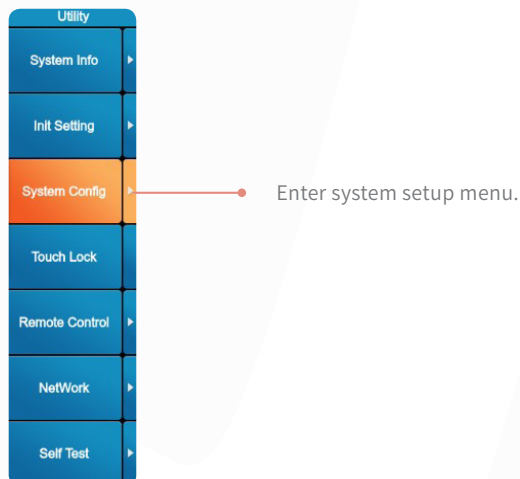 Utility
System Info
Init Setting
System Config
Enter system setup menu.
Touch Lock
Remote Control
NetWork
Self Test